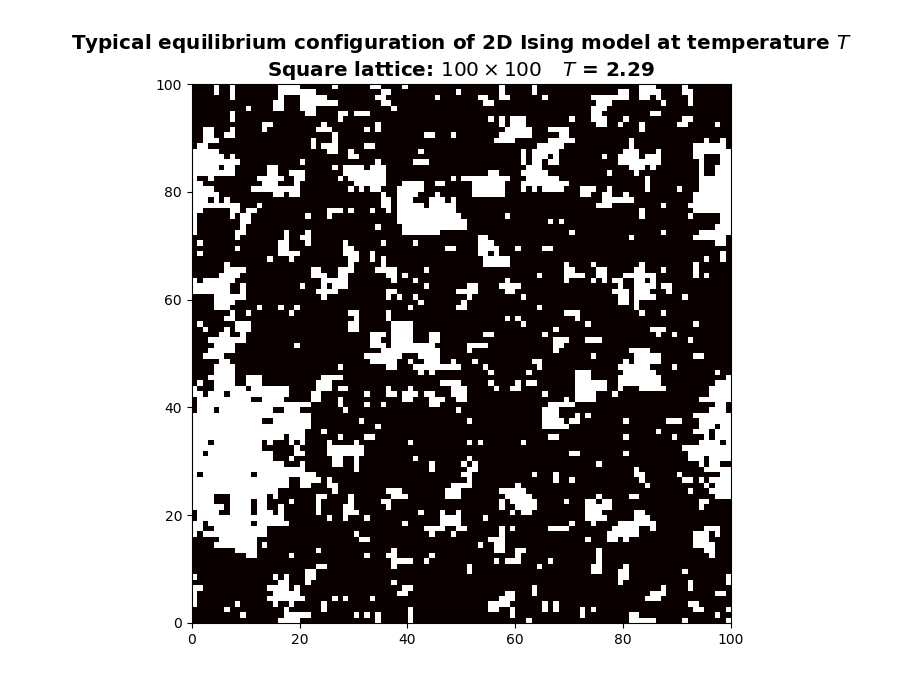 Typical equilibrium configuration of 2D Ising model at temperature T
Square lattice: 100 × 100 T = 2.29
100
80
60
40
20
0
0 20 40 60 80 100